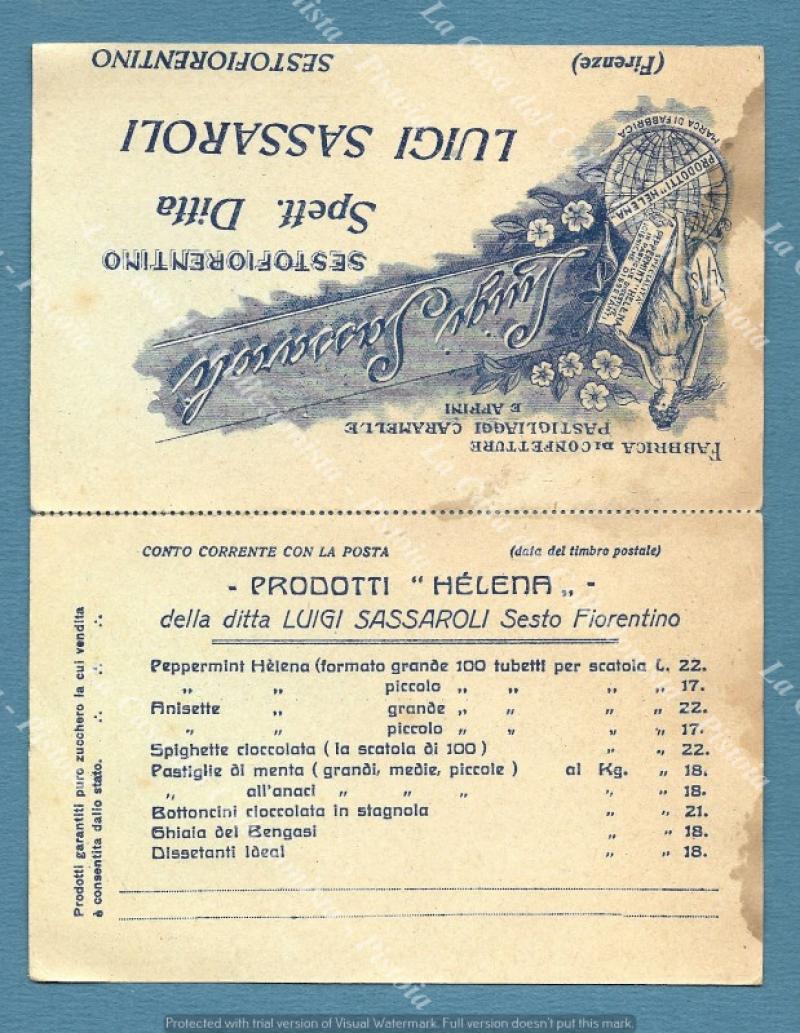 (Firenze) SESTOFIORENTINO
LUIGI SASSAROLI
Spett. Ditta
SESTOFIORENTINO
MARCA DI FABBRICA
PRODOTTI "HELENA"
Luigi Sassaroli
FABBRICA DI CONFETTURE
PASTIGLIAGGI CARAMELLE
E AFFINI
CONTO CORRENTE CON LA POSTA (data del timbro postale)
- PRODOTTI “ HÉLENA „ -
della ditta LUIGI SASSAROLI Sesto Fiorentino
Peppermint Hèlena (formato grande 100 tubetti per scatola L. 22.
„ „ piccolo „ „ „ „ 17.
Anisette „ grande „ „ „ „ 22.
„ „ piccolo „ „ „ „ 17.
Spighette cioccolata ( la scatola di 100 ) „ „ 22.
Pastiglie di menta ( grandi, medie, piccole ) al Kg. „ 18.
„ all'anaci „ „ „ „ „ 18.
Bottoncini cioccolata in stagnola „ „ 21.
Ghiaia del Bengasi „ „ 18.
Dissetanti Ideal „ „ 18.
Prodotti garantiti puro zucchero la cui vendita
è consentita dallo stato.
Protected with trial version of Visual Watermark. Full version doesn't put this mark.